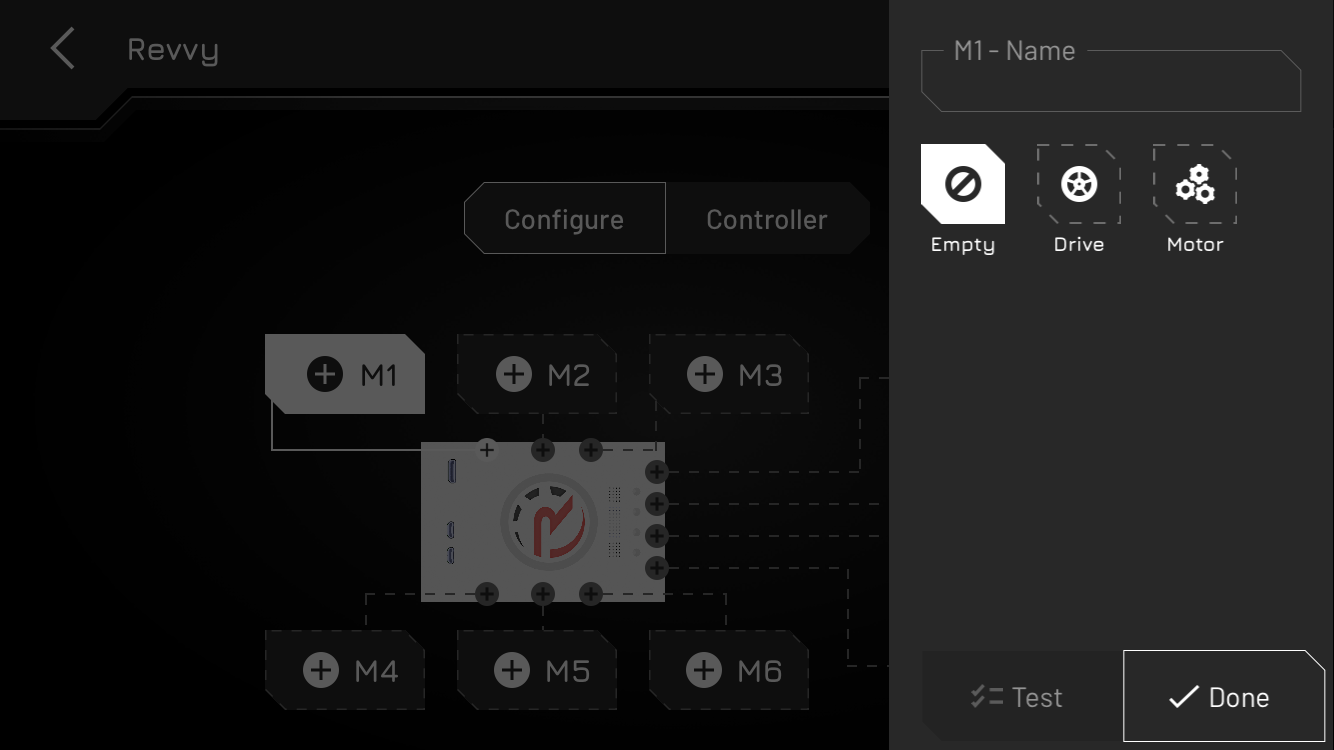 Revvy
M1 - Name
Empty
Drive
Motor
Configure
Controller
M1
M2
M3
M4
M5
M6
Test
Done